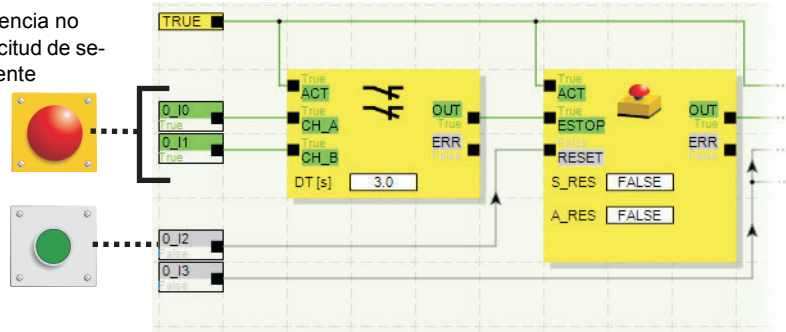 encia no
citud de se-
ente
TRUE
0_I0
True
0_I1
True
0_I2
False
0_I3
False
True
ACT
True
CH_A
True
CH_B
OUT
True
ERR
False
DT [s] 3.0
True
ACT
True
ESTOP
False
RESET
OUT
True
ERR
False
S_RES FALSE
A_RES FALSE